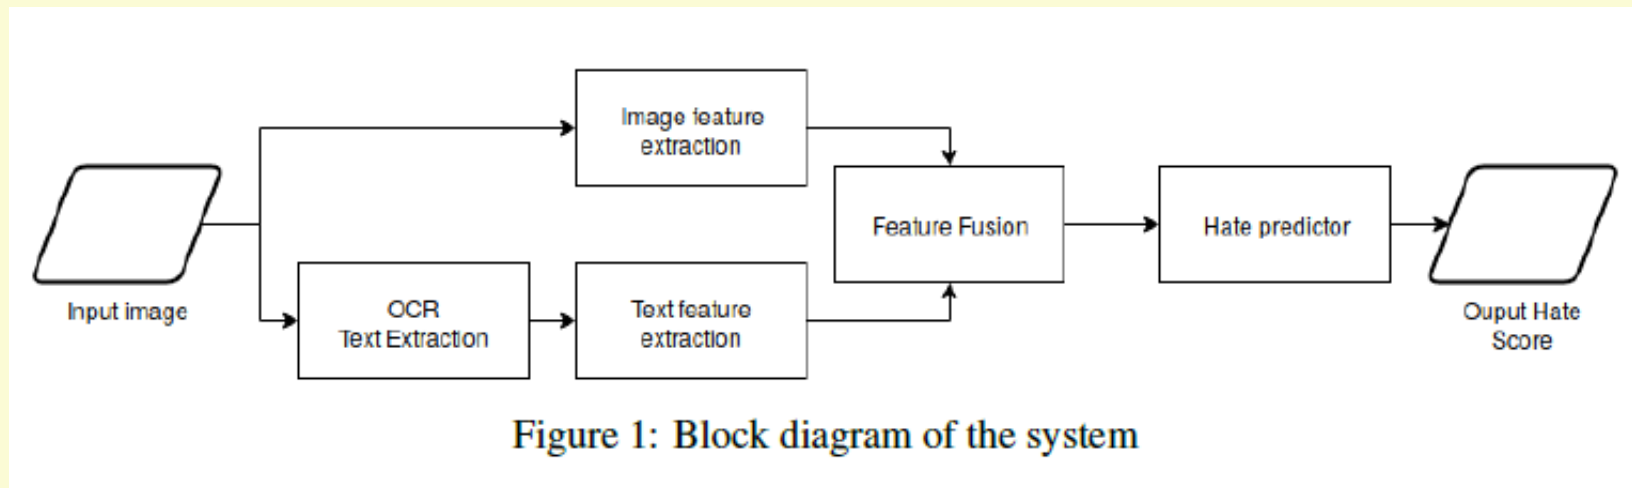 Image feature
extraction
Feature Fusion
Hate predictor
Input image
OCR
Text Extraction
Text feature
extraction
Ouput Hate
Score
Figure 1: Block diagram of the system